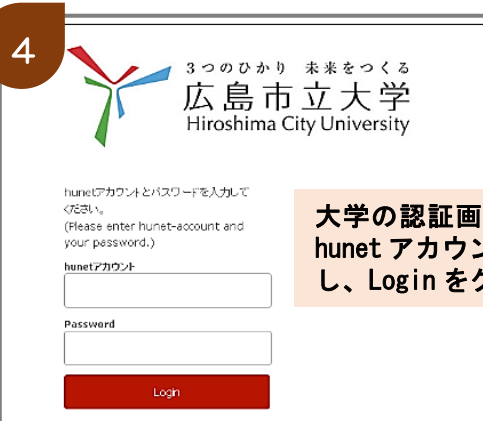 4
3つのひかり 未来をつくる
広島市立大学
Hiroshima City University
hunetアカウントとパスワードを入力して
ください。
(Please enter hunet-account and
your password.)
hunetアカウント
Password
Login
大学の認証画
hunet アカウン
し、Login を